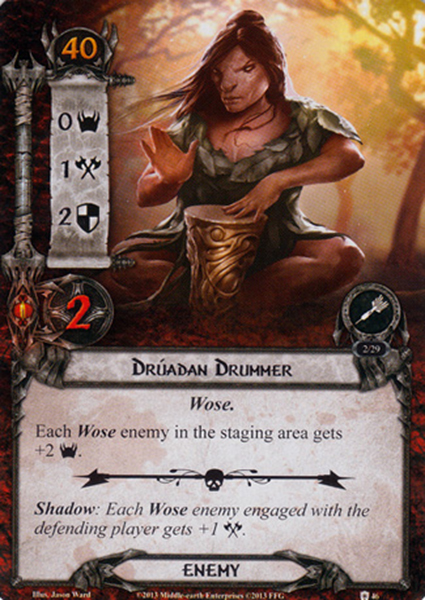 40
0
1
2
2
2/29
DRÚADAN DRUMMER
Wose.
Each Wose enemy in the staging area gets
+2
Shadow: Each Wose enemy engaged with the
defending player gets +1
ENEMY
Illus. Jason Ward ©2013 Middle-earth Enterprises ©2013 FFG 46